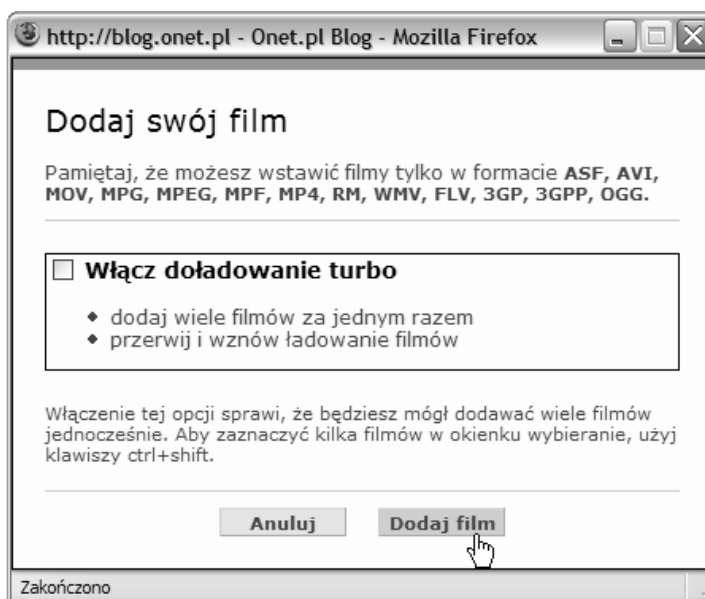 http://blog.onet.pl - Onet.pl Blog - Mozilla Firefox
Dodaj swój film
Pamiętaj, że możesz wstawić filmy tylko w formacie ASF, AVI,
MOV, MPG, MPEG, MPF, MP4, RM, WMV, FLV, 3GP, 3GPP, OGG.
Włącz doładowanie turbo
dodaj wiele filmów za jednym razem
przerwij i wznów ładowanie filmów
Włączenie tej opcji sprawi, że będziesz mógł dodawać wiele filmów
jednocześnie. Aby zaznaczyć kilka filmów w okienku wybieranie, użyj
klawiszy ctrl+shift.
Anuluj Dodaj film
Zakończono